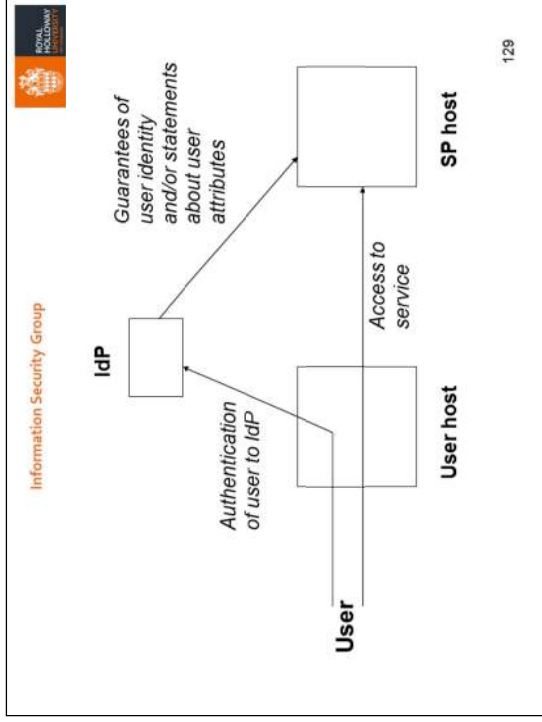 Information Security Group
ROYAL
HOLLOWAY
UNIVERSITY
IdP
Guarantees of
user identity
and/or statements
about user
attributes
Authentication
of user to IdP
User
Access to
service
User host
SP host
129